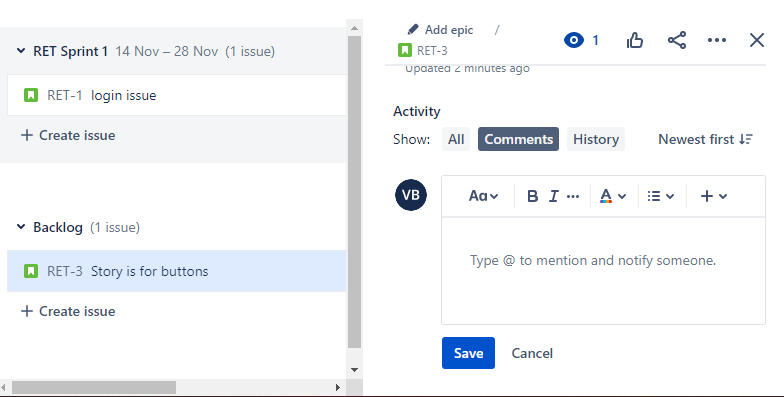 RET Sprint 1 14 Nov – 28 Nov (1 issue)
RET-1 login issue
+ Create issue
Backlog (1 issue)
RET-3 Story is for buttons
+ Create issue
Add epic /
RET-3
1
Updated 2 minutes ago
Activity
Show: All Comments History Newest first
VB
Aa B I ... A +
Type @ to mention and notify someone.
Save Cancel